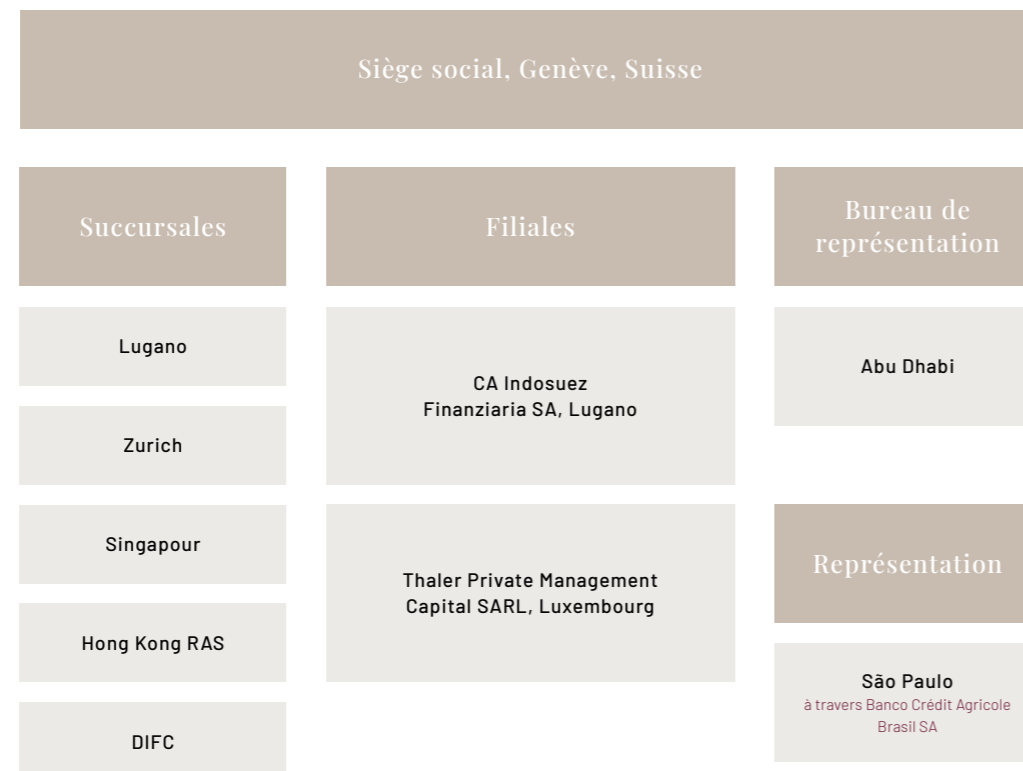 Siège social, Genève, Suisse
Succursales
Lugano
Zurich
Singapour
Hong Kong RAS
DIFC
Filiales
CA Indosuez
Finanziaria SA, Lugano
Thaler Private Management
Capital SARL, Luxembourg
Bureau de
représentation
Abu Dhabi
Représentation
São Paulo
à travers Banco Crédit Agricole
Brasil SA